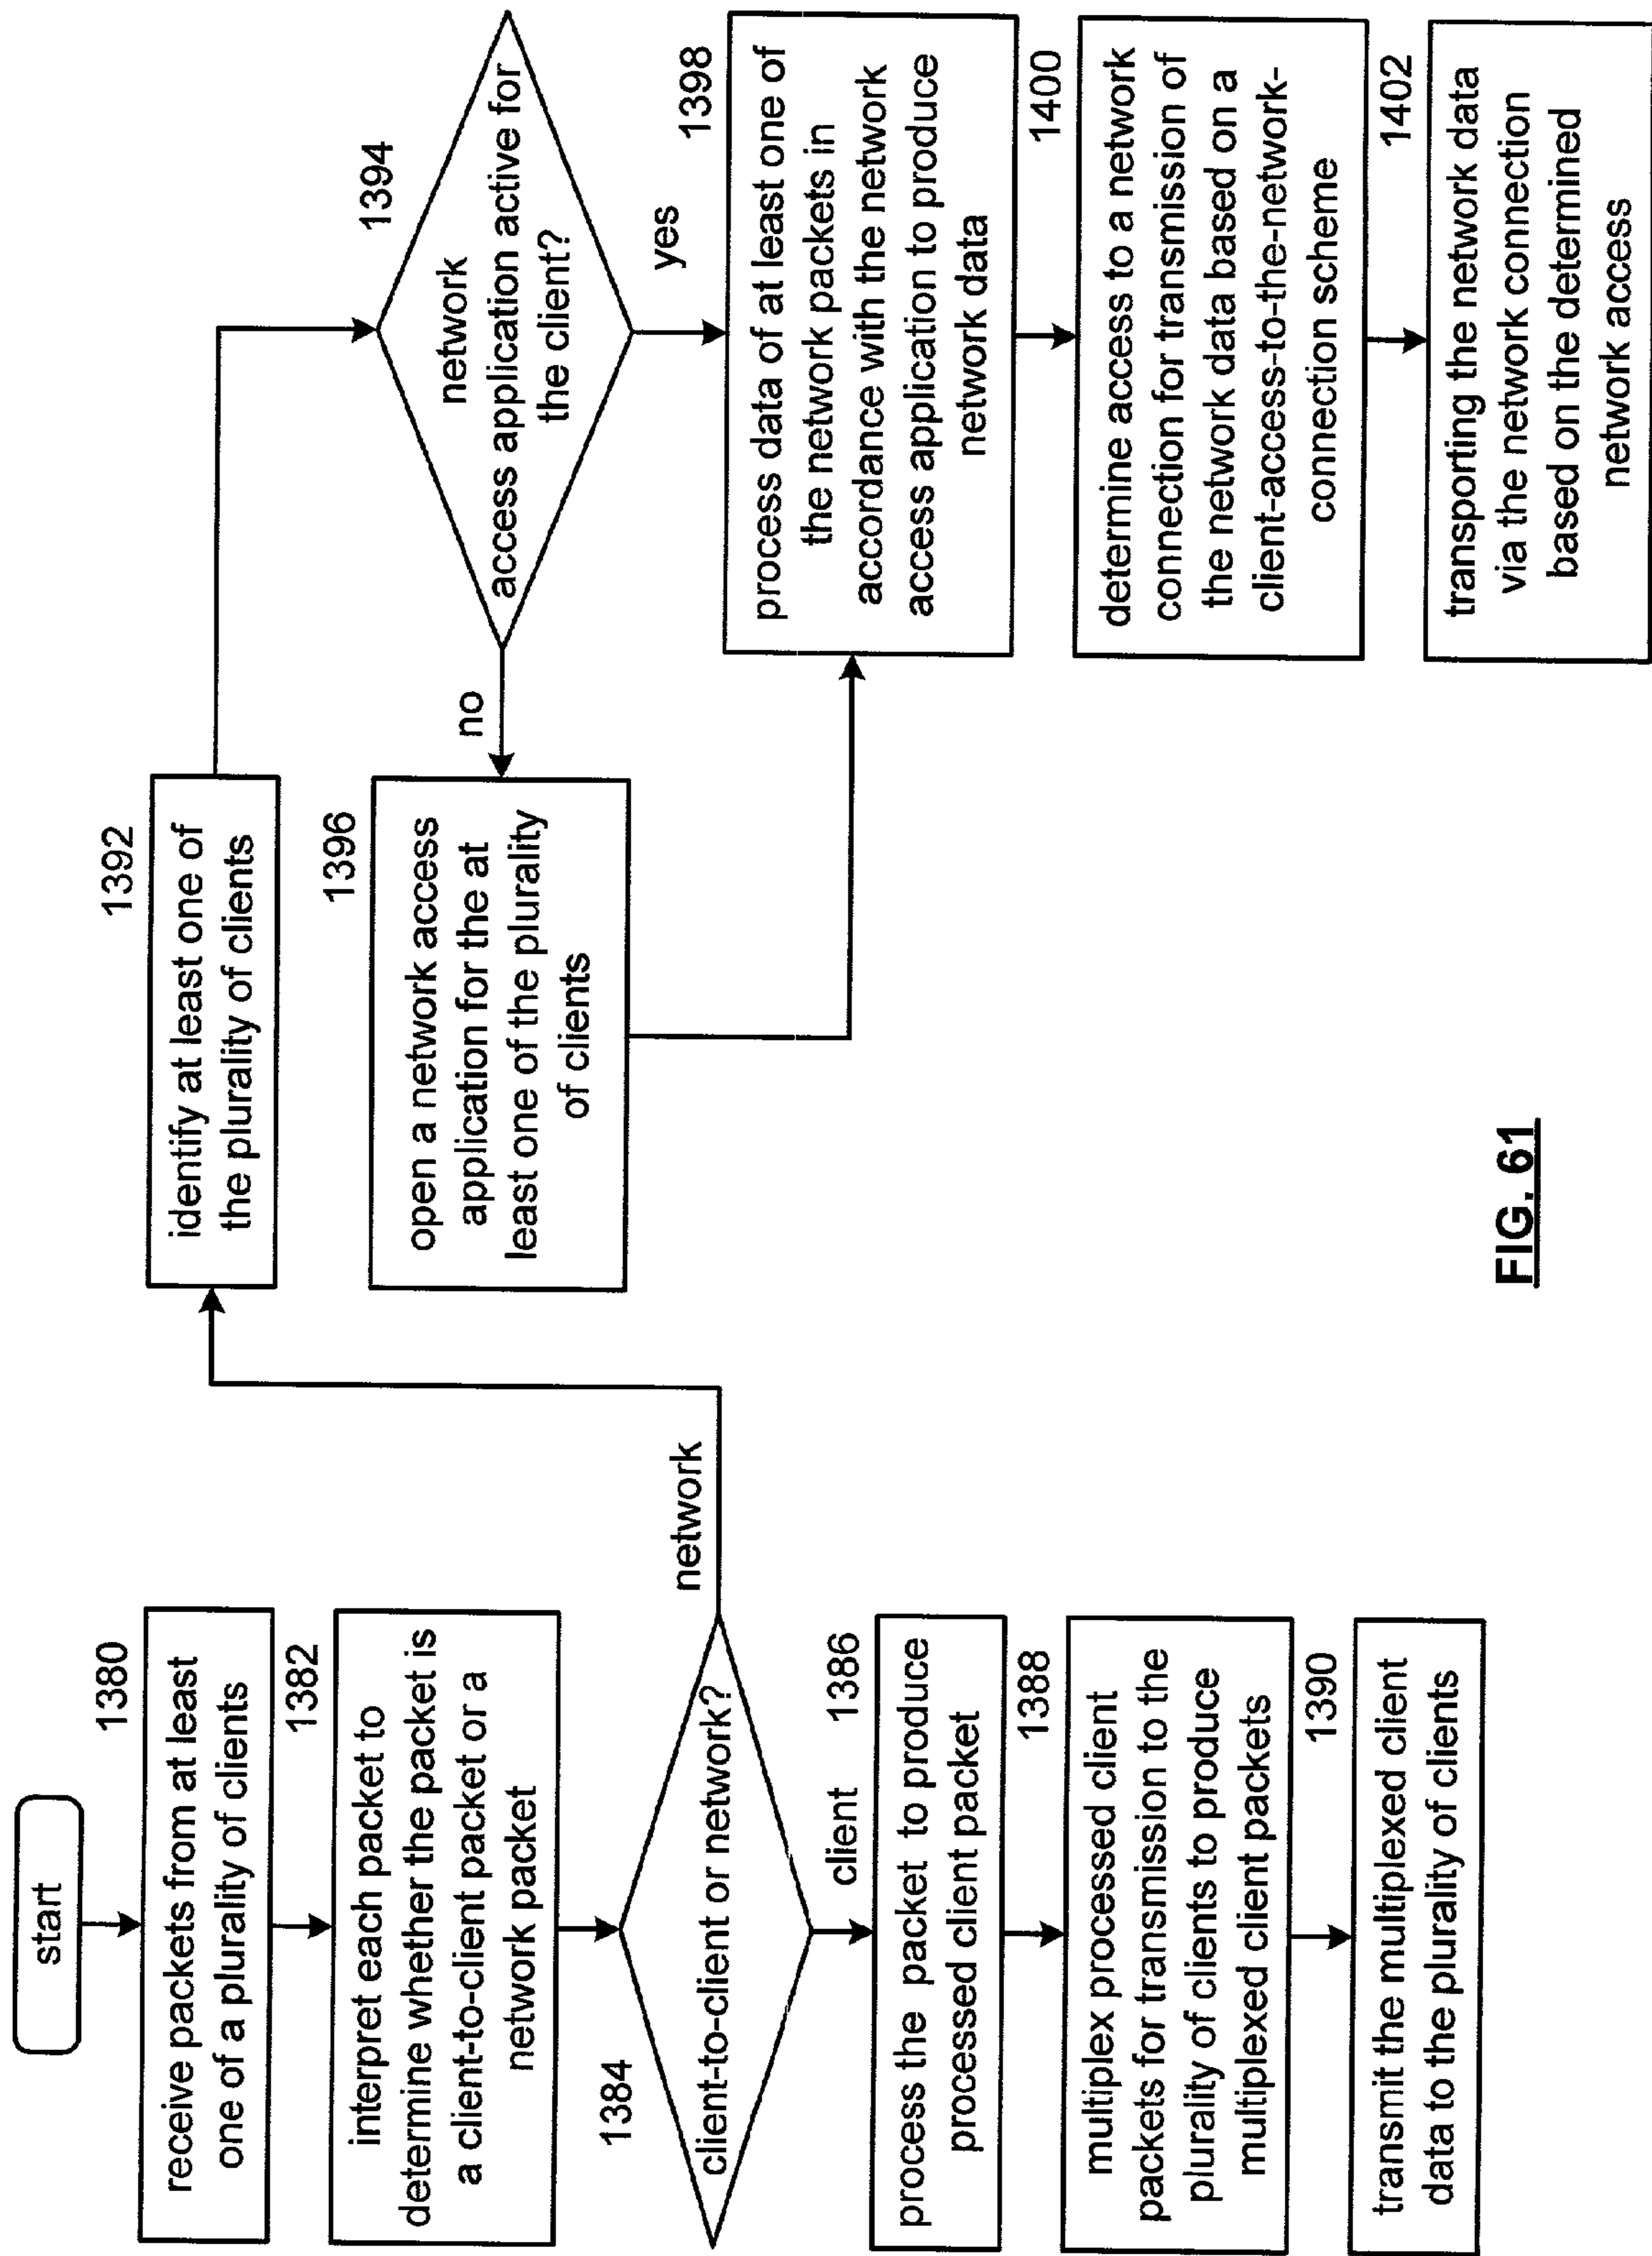 start
1380
receive packets from at least
one of a plurality of clients
1382
interpret each packet to
determine whether the packet is
a client-to-client packet or a
network packet
1384
client-to-client or network?
network
client
1386
process the packet to produce
processed client packet
1388
multiplex processed client
packets for transmission to the
plurality of clients to produce
multiplexed client packets
1390
transmit the multiplexed client
data to the plurality of clients
1392
identify at least one of
the plurality of clients
1394
network
access application active for
the client?
no
yes
1396
open a network access
application for the at
least one of the plurality
of clients
1398
process data of at least one of
the network packets in
accordance with the network
access application to produce
network data
1400
determine access to a network
connection for transmission of
the network data based on a
client-access-to-the-network-
connection scheme
1402
transporting the network data
via the network connection
based on the determined
network access
FIG. 61